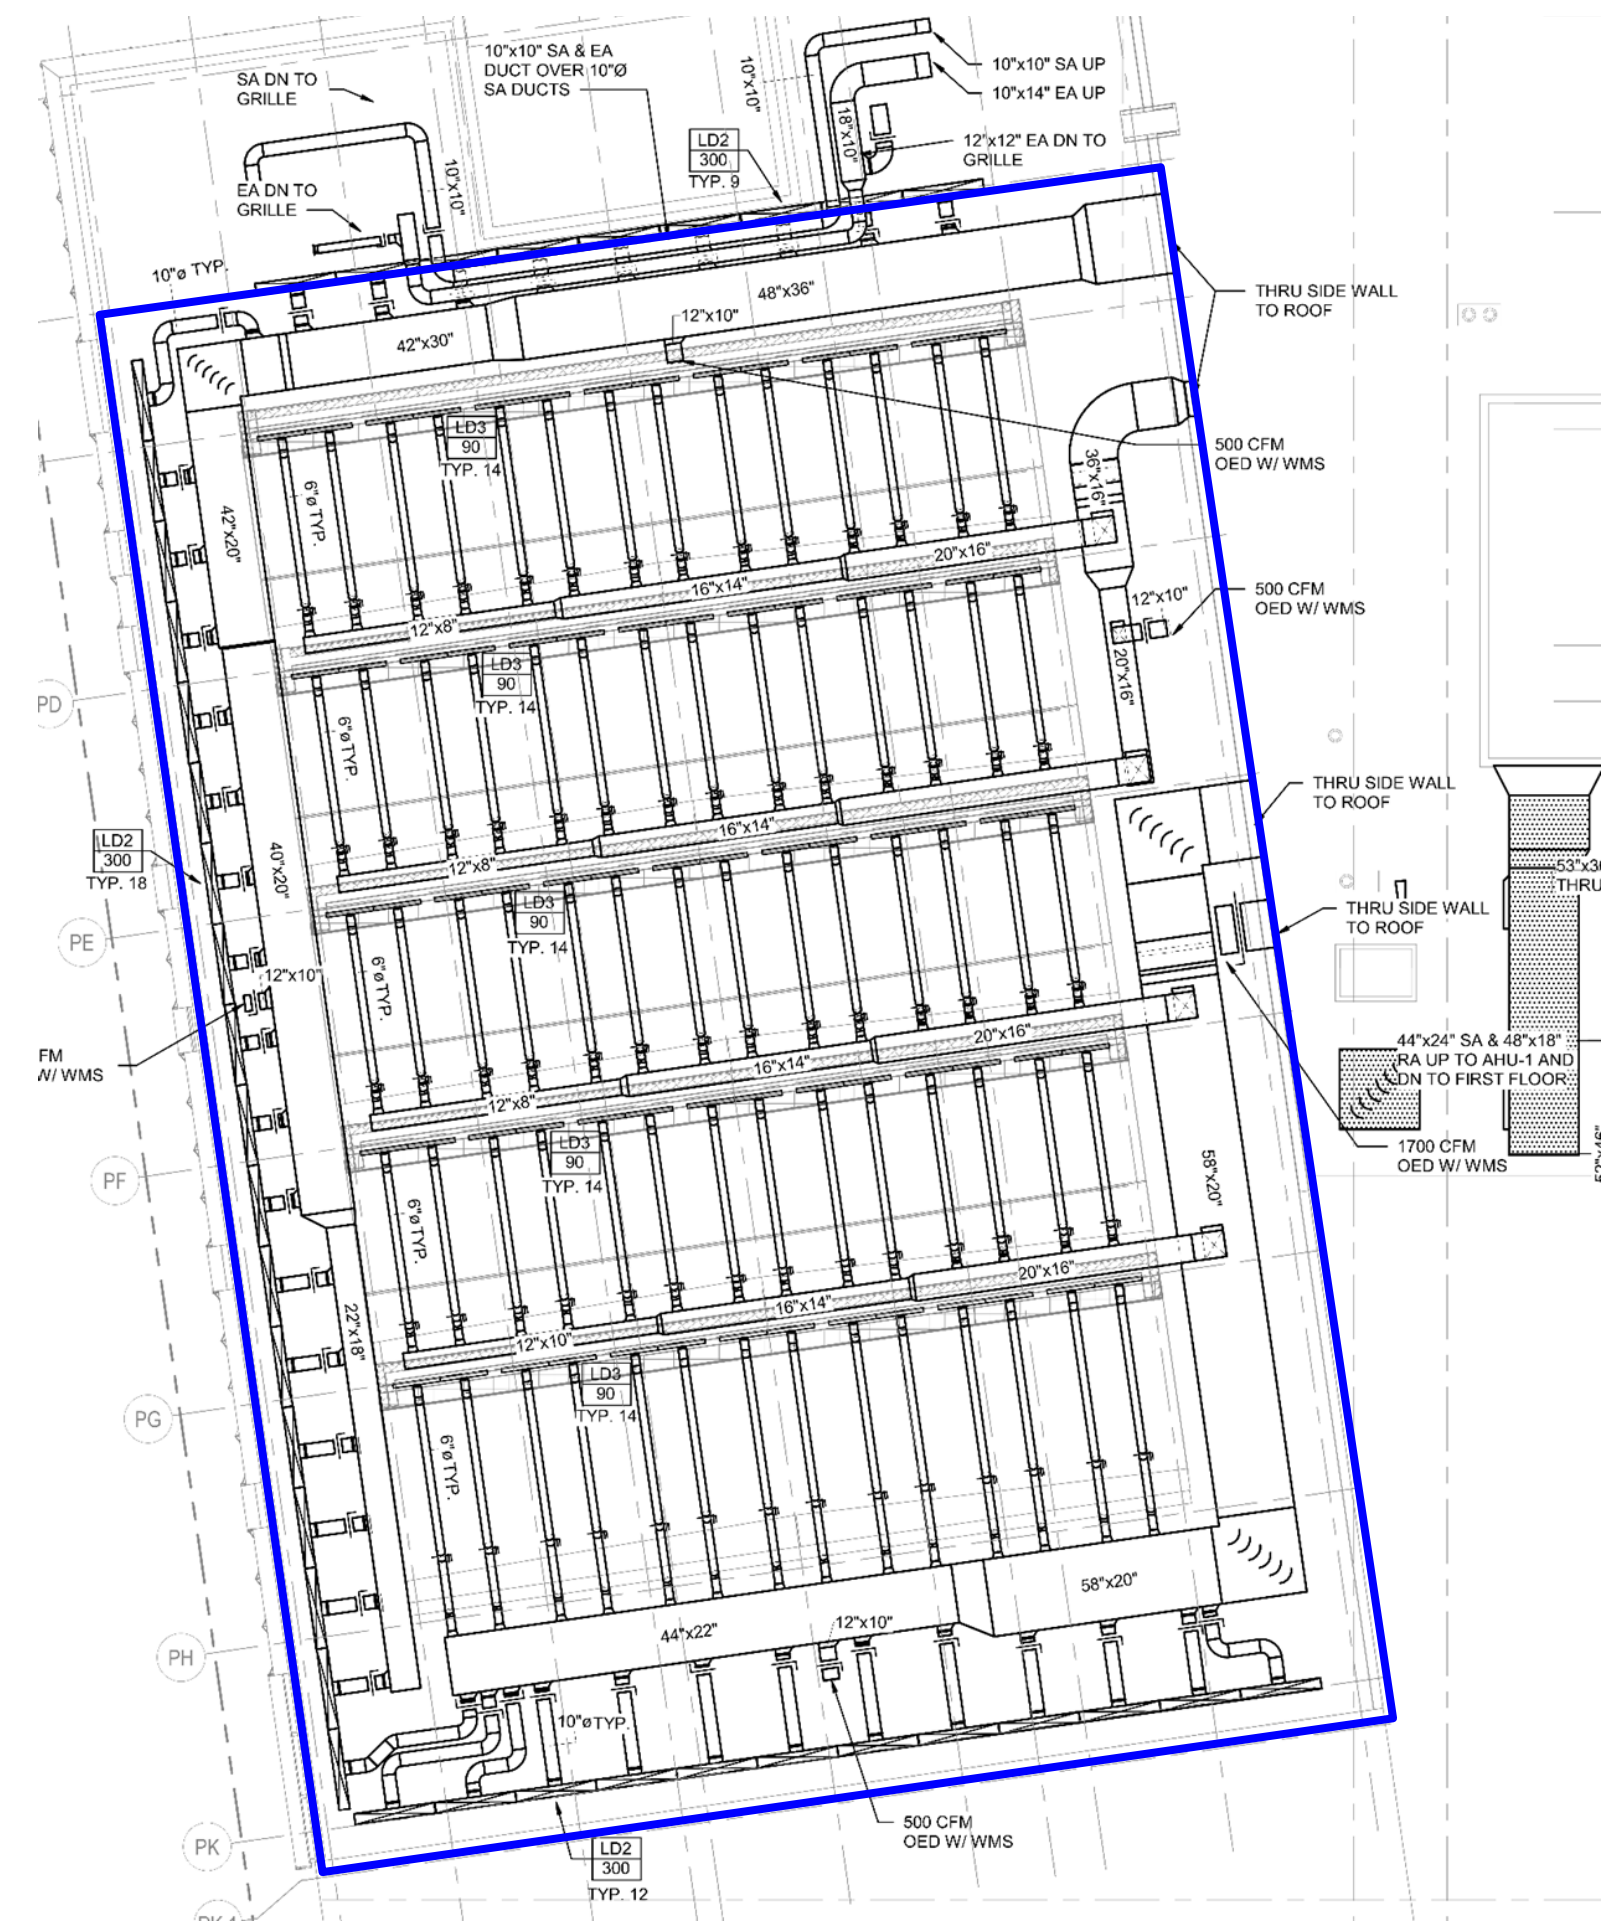 10"x10" SA & EA
DUCT OVER 10"Ø
SA DUCTS
SA DN TO
GRILLE
10"x10"
10"x10" SA UP
10"x14" EA UP
18"x10"
LD2
300
TYP. 9
12"x12" EA DN TO
GRILLE
EA DN TO
GRILLE
10"x10"
10"ø TYP.
48"x36"
THRU SIDE WALL
TO ROOF
12"x10"
42"x30"
LD3
90
TYP. 14
500 CFM
OED W/ WMS
36"x16"
6"ø TYP.
42"x20"
20"x16"
16"x14"
12"x8"
12"x10"
500 CFM
OED W/ WMS
20"x16"
LD3
90
TYP. 14
PD
6"ø TYP.
THRU SIDE WALL
TO ROOF
16"x14"
12"x8"
LD2
300
TYP. 18
40"x20"
53"x30
THRU
LD3
90
TYP. 14
THRU SIDE WALL
TO ROOF
PE
12"x10"
6"ø TYP.
FM
W/ WMS
20"x16"
16"x14"
12"x8"
44"x24" SA & 48"x18"
RA UP TO AHU-1 AND
DN TO FIRST FLOOR
LD3
90
TYP. 14
1700 CFM
OED W/ WMS
58"x20"
PF
6"ø TYP.
20"x16"
16"x14"
12"x10"
22"x18"
LD3
90
TYP. 14
PG
6"ø TYP.
58"x20"
44"x22"
12"x10"
PH
10"ø TYP.
500 CFM
OED W/ WMS
PK
LD2
300
TYP. 12